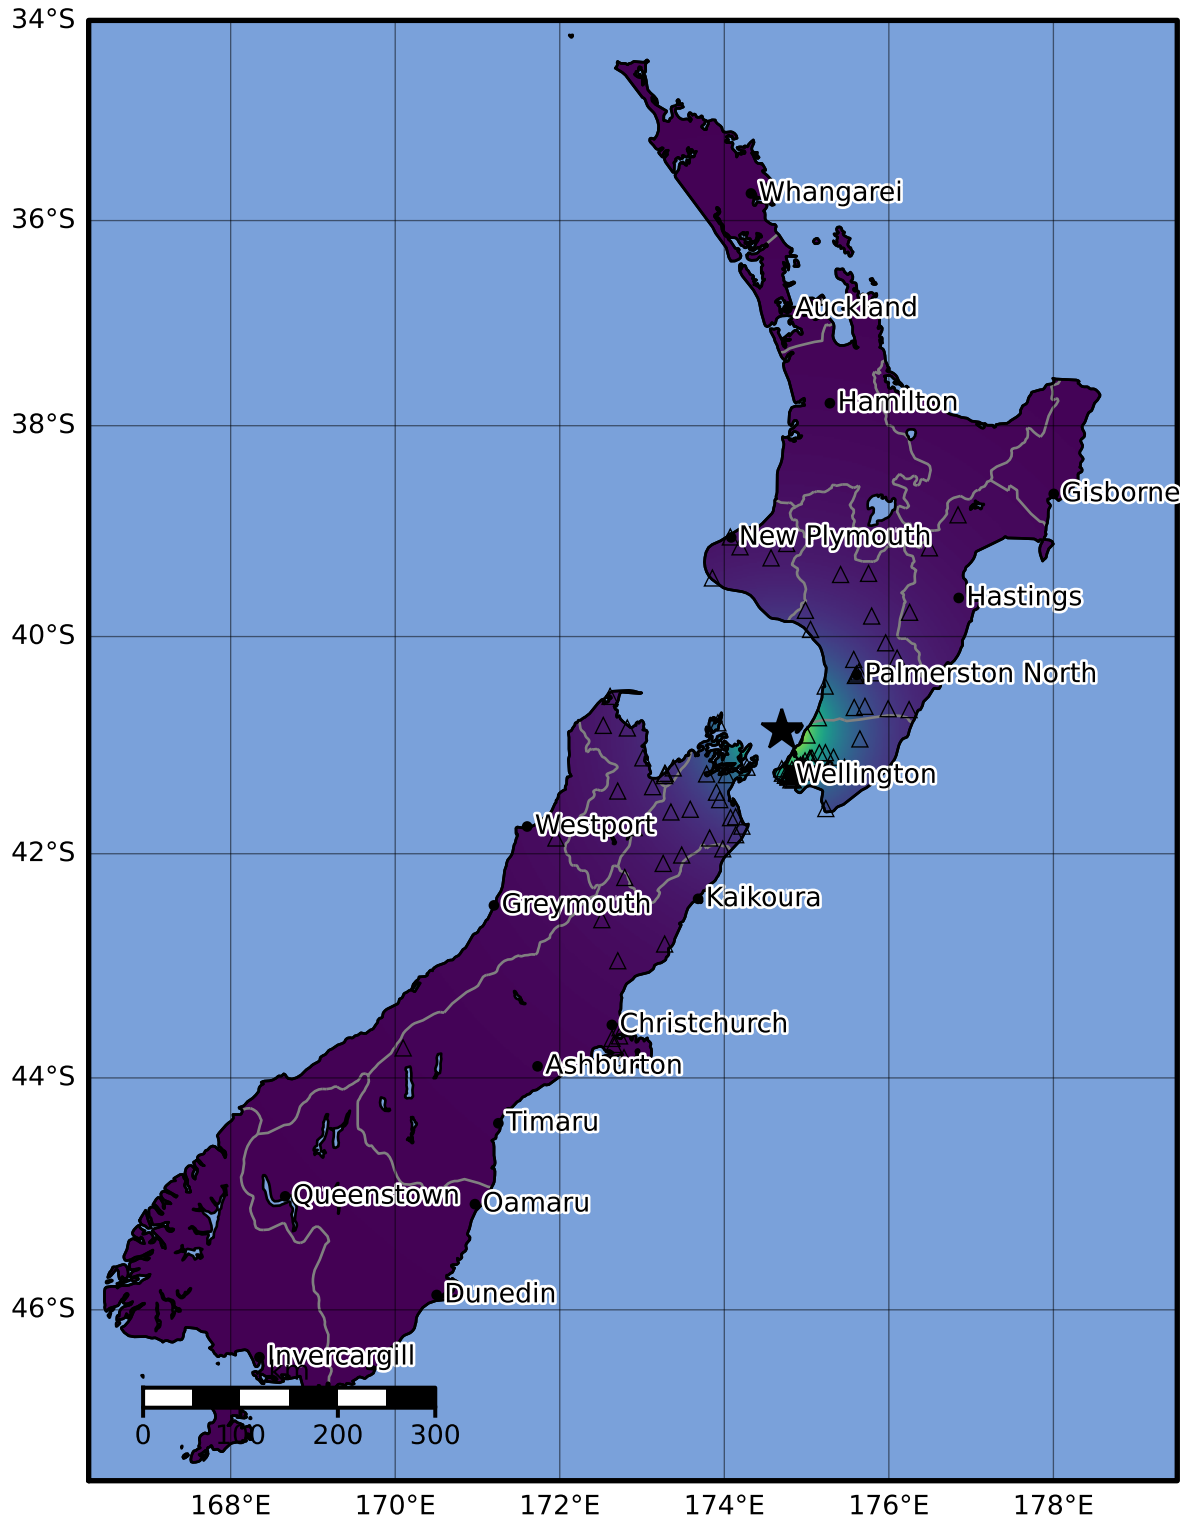 34°S
Whangarei
36°S
Auckland
Hamilton
38°S
Gisborne
New Plymouth
Hastings
40°S
Palmerston North
Wellington
Westport
42°S
Kaikoura
Greymouth
Christchurch
Ashburton
44°S
Timaru
Queenstown
Oamaru
Dunedin
46°S
Invercargill
0 100 200 300
168°E 170°E 172°E 174°E 176°E 178°E